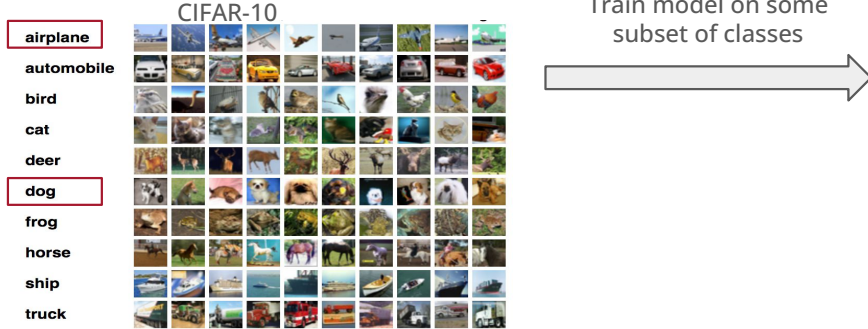 CIFAR-10
airplane
automobile
bird
cat
deer
dog
frog
horse
ship
truck
Train model on some
subset of classes